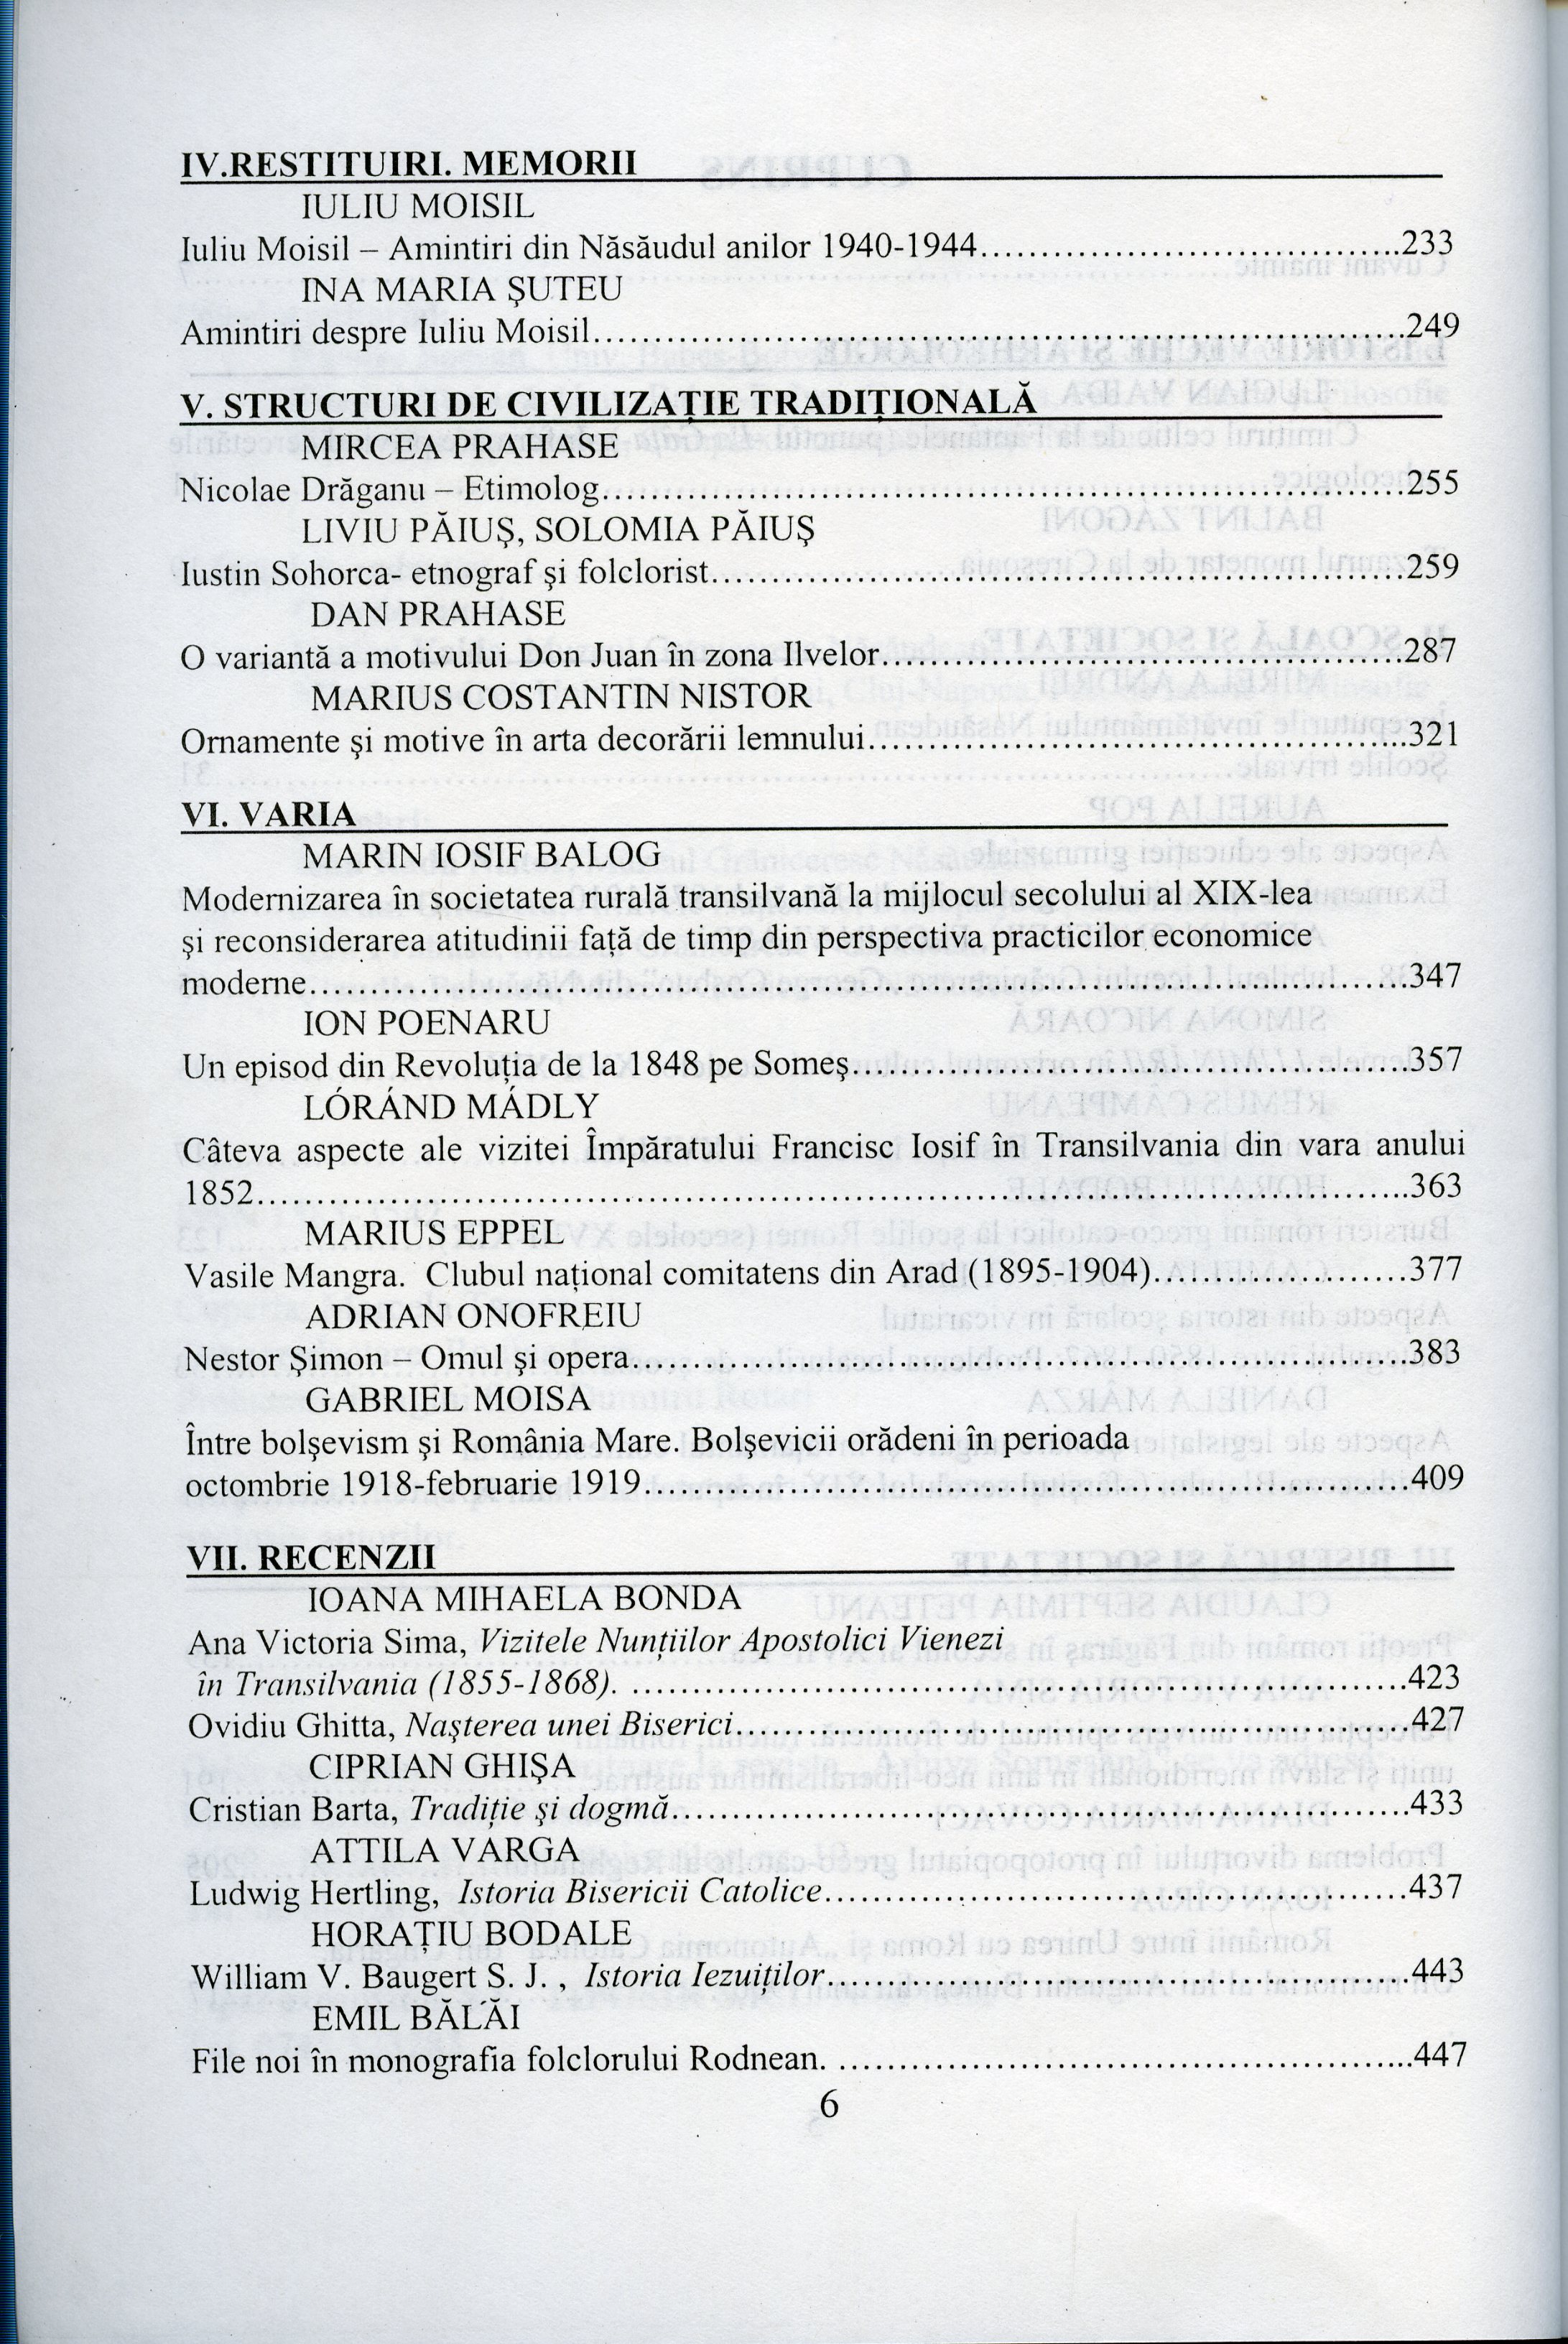 IV.RESTITUIRI. MEMORII
IULIU MOISIL
Iuliu Moisil – Amintiri din Năsăudul anilor 1940-1944.......................................233
INA MARIA ŞUTEU
Amintiri despre Iuliu Moisil...............................................................................249
V. STRUCTURI DE CIVILIZAŢIE TRADIŢIONALĂ
MIRCEA PRAHASE
Nicolae Drăganu – Etimolog..............................................................................255
LIVIU PĂIUŞ, SOLOMIA PĂIUŞ
Iustin Sohorca- etnograf şi folclorist...................................................................259
DAN PRAHASE
O variantă a motivului Don Juan în zona Ilvelor..................................................287
MARIUS COSTANTIN NISTOR
Ornamente şi motive în arta decorării lemnului....................................................321
VI. VARIA
MARIN IOSIF BALOG
Modernizarea în societatea rurală transilvană la mijlocul secolului al XIX-lea
şi reconsiderarea atitudinii faţă de timp din perspectiva practicilor economice
moderne...........................................................................................................347
ION POENARU
Un episod din Revoluţia de la 1848 pe Someş.....................................................357
LÓRÁND MÁDLY
Câteva aspecte ale vizitei Împăratului Francisc Iosif în Transilvania din vara anului
1852................................................................................................................363
MARIUS EPPEL
Vasile Mangra. Clubul naţional comitatens din Arad (1895-1904)........................377
ADRIAN ONOFREIU
Nestor Şimon – Omul şi opera...........................................................................383
GABRIEL MOISA
Între bolşevism şi România Mare. Bolşevicii orădeni în perioada
octombrie 1918-februarie 1919..........................................................................409
VII. RECENZII
IOANA MIHAELA BONDA
Ana Victoria Sima, Vizitele Nunţiilor Apostolici Vienezi
în Transilvania (1855-1868). ...........................................................................423
Ovidiu Ghitta, Naşterea unei Biserici.................................................................427
CIPRIAN GHIŞA
Cristian Barta, Tradiţie şi dogmă.......................................................................433
ATTILA VARGA
Ludwig Hertling, Istoria Bisericii Catolice.........................................................437
HORAŢIU BODALE
William V. Baugert S. J. , Istoria Iezuiţilor.........................................................443
EMIL BĂLĂI
File noi în monografia folclorului Rodnean. .......................................................447
6